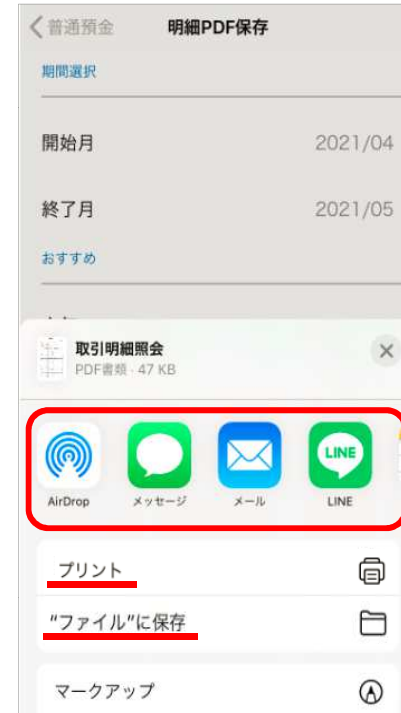 普通預金 明細PDF保存
期間選択
開始月 2021/04
終了月 2021/05
おすすめ
取引明細照会
PDF書類・47 KB
LINE
AirDrop メッセージ メール LINE
プリント
"ファイル"に保存
マークアップ